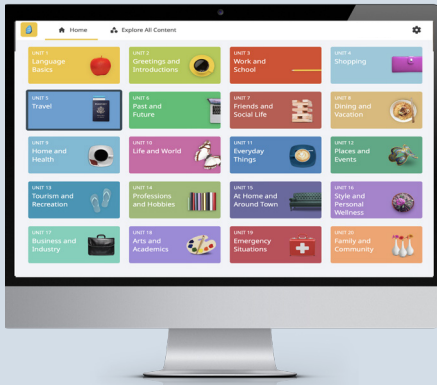 Home
Explore All Content
UNIT 1
Language
Basics
UNIT 2
Greetings and
Introductions
UNIT 3
Work and
School
UNIT 4
Shopping
UNIT 5
Travel
UNIT 6
Past and
Future
UNIT 7
Friends and
Social Life
UNIT 8
Dining and
Vacation
UNIT 9
Home and
Health
UNIT 10
Life and World
UNIT 11
Everyday
Things
UNIT 12
Places and
Events
UNIT 13
Tourism and
Recreation
UNIT 14
Professions
and Hobbies
UNIT 15
At Home and
Around Town
UNIT 16
Style and
Personal
Wellness
UNIT 17
Business and
Industry
UNIT 18
Arts and
Academics
UNIT 19
Emergency
Situations
UNIT 20
Family and
Community